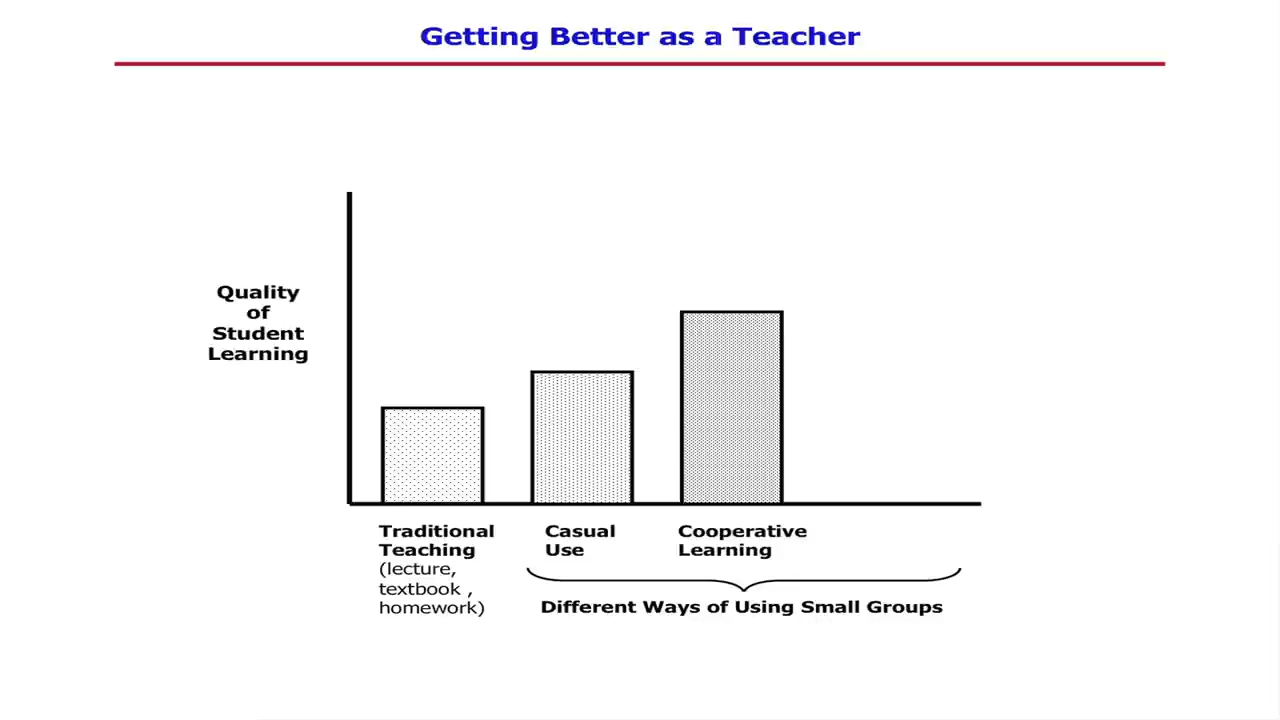 Getting Better as a Teacher
Quality
of
Student
Learning
Traditional
Teaching
(lecture,
textbook ,
homework)
Casual
Use
Cooperative
Learning
Different Ways of Using Small Groups